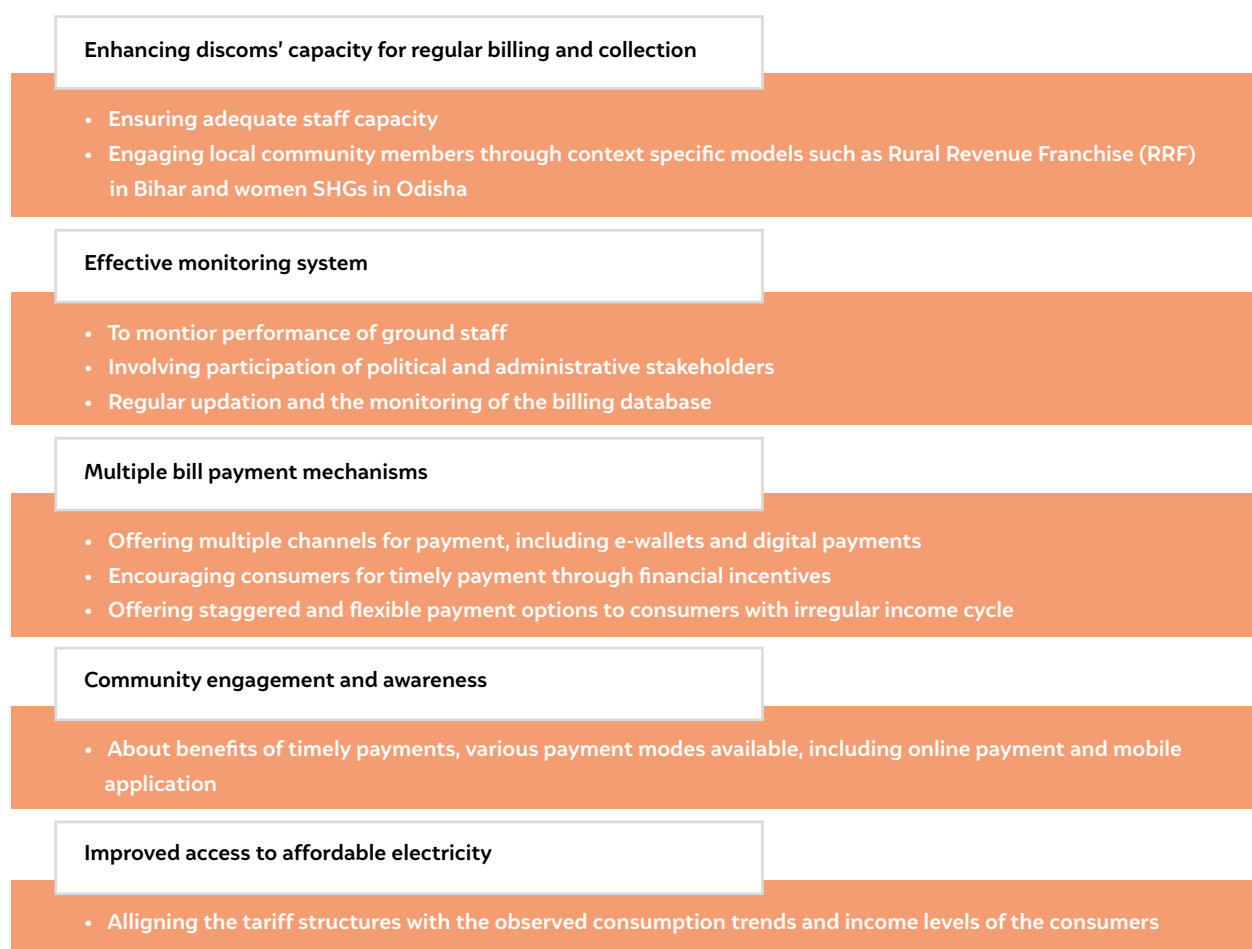 Enhancing discoms' capacity for regular billing and collection
• Ensuring adequate staff capacity
• Engaging local community members through context specific models such as Rural Revenue Franchise (RRF)
in Bihar and women SHGs in Odisha
Effective monitoring system
• To montior performance of ground staff
• Involving participation of political and administrative stakeholders
• Regular updation and the monitoring of the billing database
Multiple bill payment mechanisms
• Offering multiple channels for payment, including e-wallets and digital payments
• Encouraging consumers for timely payment through financial incentives
• Offering staggered and flexible payment options to consumers with irregular income cycle
Community engagement and awareness
• About benefits of timely payments, various payment modes available, including online payment and mobile
application
Improved access to affordable electricity
• Alligning the tariff structures with the observed consumption trends and income levels of the consumers